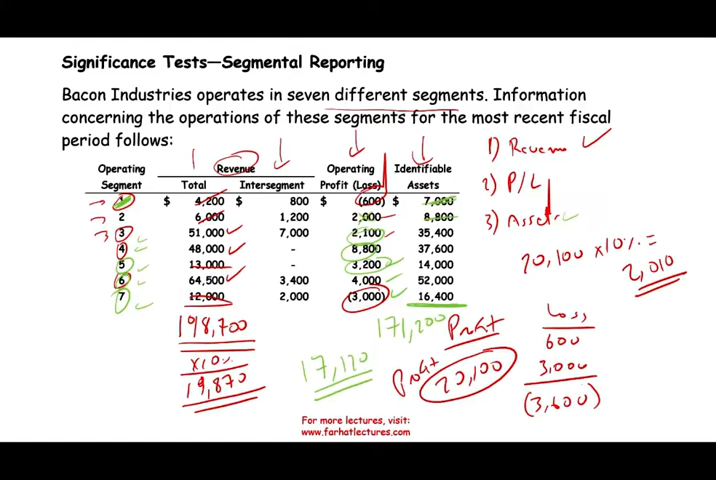 Significance Tests—Segmental Reporting
Bacon Industries operates in seven different segments. Information
concerning the operations of these segments for the most recent fiscal
period follows:
Operating Revenue Operating Identifiable
Segment Total Intersegment Profit (Loss) Assets
1 $ 4,200 $ 800 $ (600) $ 7,000
2 6,000 1,200 2,000 8,800
3 51,000 7,000 2,100 35,400
4 48,000 - 8,800 37,600
5 13,000 - 3,200 14,000
6 64,500 3,400 4,000 52,000
7 12,000 2,000 (3,000) 16,400
1) Revenue
2) P/L
3) Assets
20,100 x10% =
2,010
198,700
x10%
19,870
17,120
171,200
Profit
Profit
20,100
Loss
600
3,000
(3,600)
For more lectures, visit:
www.farhatlectures.com